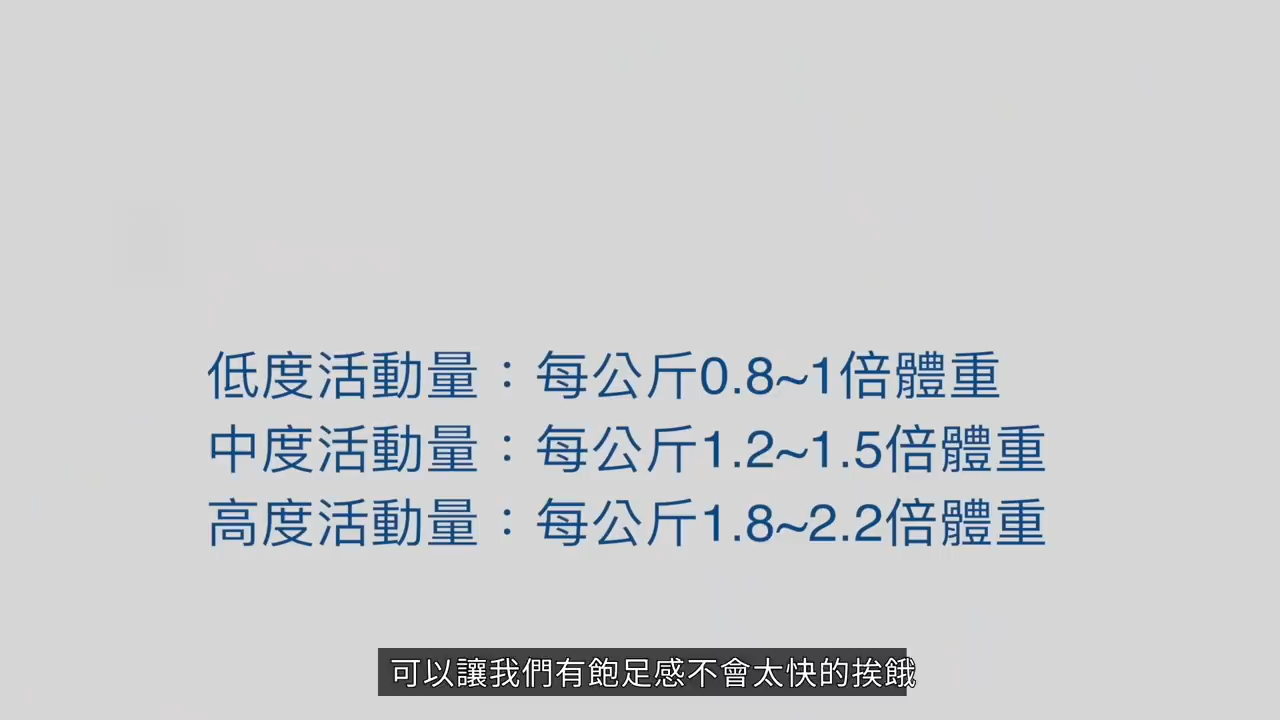 低度活動量：每公斤0.8~1倍體重
中度活動量：每公斤1.2~1.5倍體重
高度活動量：每公斤1.8~2.2倍體重
可以讓我們有飽足感不會太快的挨餓